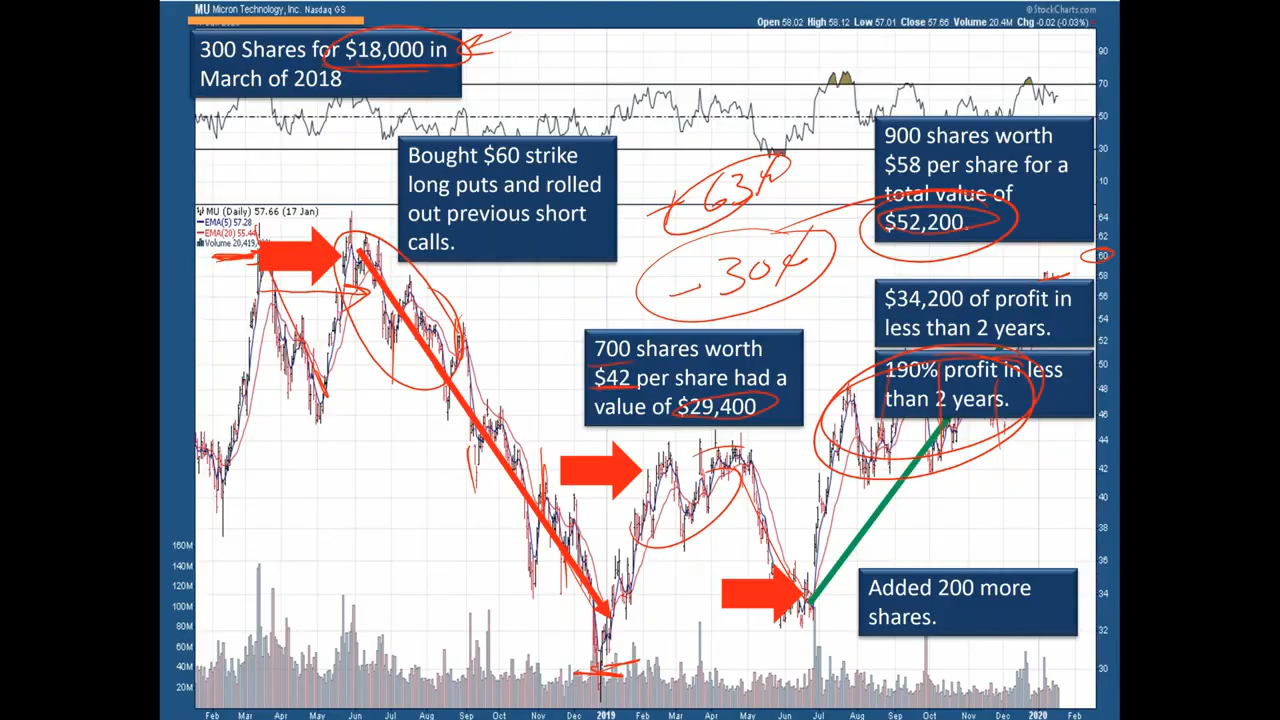 MU Micron Technology, Inc. Nasdaq GS
© StockCharts.com
Open 58.02 High 58.12 Low 57.01 Close 57.66 Volume 20.4M Chg -0.02 (-0.03%)
300 Shares for $18,000 in
March of 2018
90
70
50
30
10
Bought $60 strike
long puts and rolled
out previous short
calls.
900 shares worth
$58 per share for a
total value of
$52,200.
+63%
-30%
MU (Daily) 57.66 (17 Jan)
EMA(5) 57.28
EMA(20) 55.44
Volume 20,419,
64
62
60
58
56
54
52
50
48
46
44
42
40
38
36
34
32
30
$34,200 of profit in
less than 2 years.
190% profit in less
than 2 years.
700 shares worth
$42 per share had a
value of $29,400
Added 200 more
shares.
160M
140M
120M
100M
80M
60M
40M
20M
Feb Mar Apr May Jun Jul Aug Sep Oct Nov Dec 2019 Feb Mar Apr May Jun Jul Aug Sep Oct Nov Dec 2020 Feb